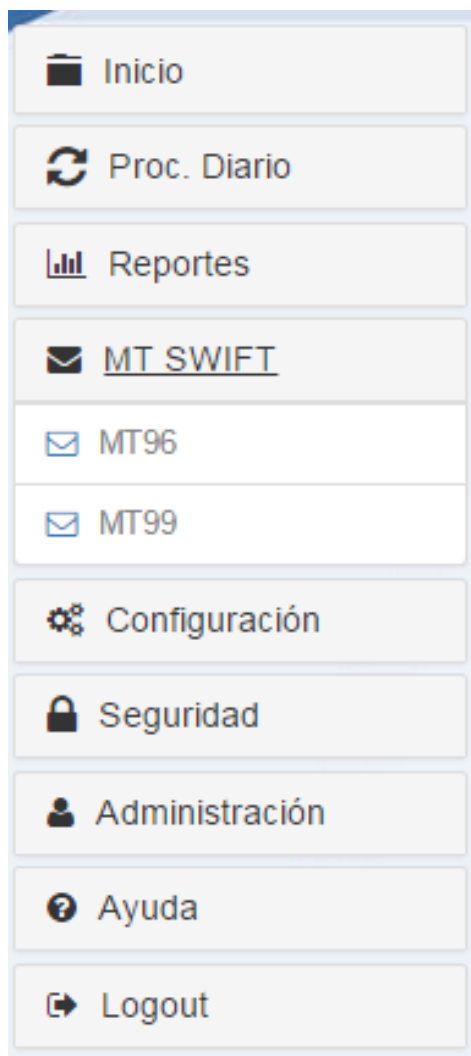 Inicio
Proc. Diario
Reportes
MT SWIFT
MT96
MT99
Configuración
Seguridad
Administración
Ayuda
Logout